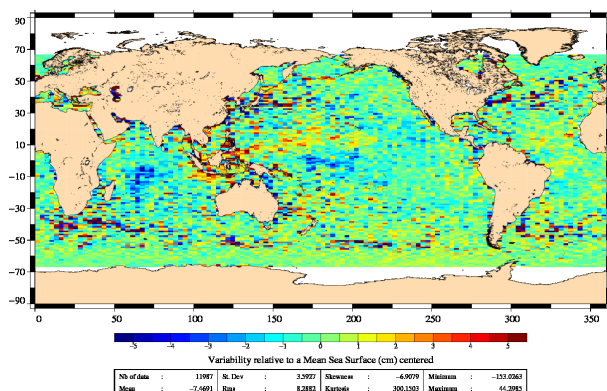 90
70
50
30
10
−10
−30
−50
−70
−90
0 50 100 150 200 250 300 350
−5 −4 −3 −2 −1 0 1 2 3 4 5
Variability relative to a Mean Sea Surface (cm) centered
Nb of data : 11987 St. Dev : 3.5927 Skewness : −6.9079 Minimum : −153.0263
Mean : −7.4691 Rms : 8.2882 Kurtosis : 300.1503 Maximum : 44.2985